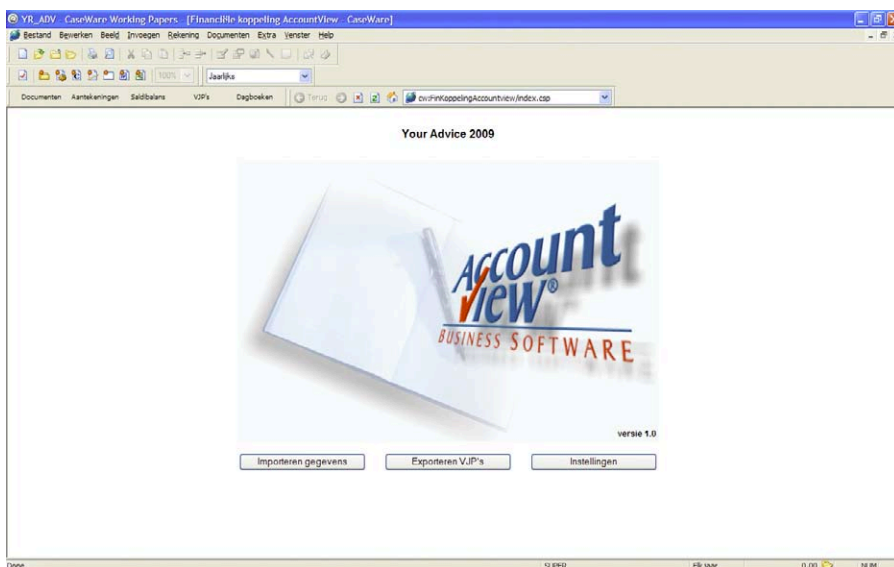 YR_ADV - CaseWare Working Papers - [Financiële koppeling AccountView - CaseWare]
Bestand Bewerken Beeld Invoegen Rekening Documenten Extra Venster Help
100% Jaarlijks
Documenten Aantekeningen Saldibalans VJP's Dagboeken Terug cw:FinKoppelingAccountview/index.csp
Your Advice 2009
Account
View®
BUSINESS SOFTWARE
versie 1.0
Importeren gegevens Exporteren VJP's Instellingen
Done SUPER Elk jaar 0,00 NUM